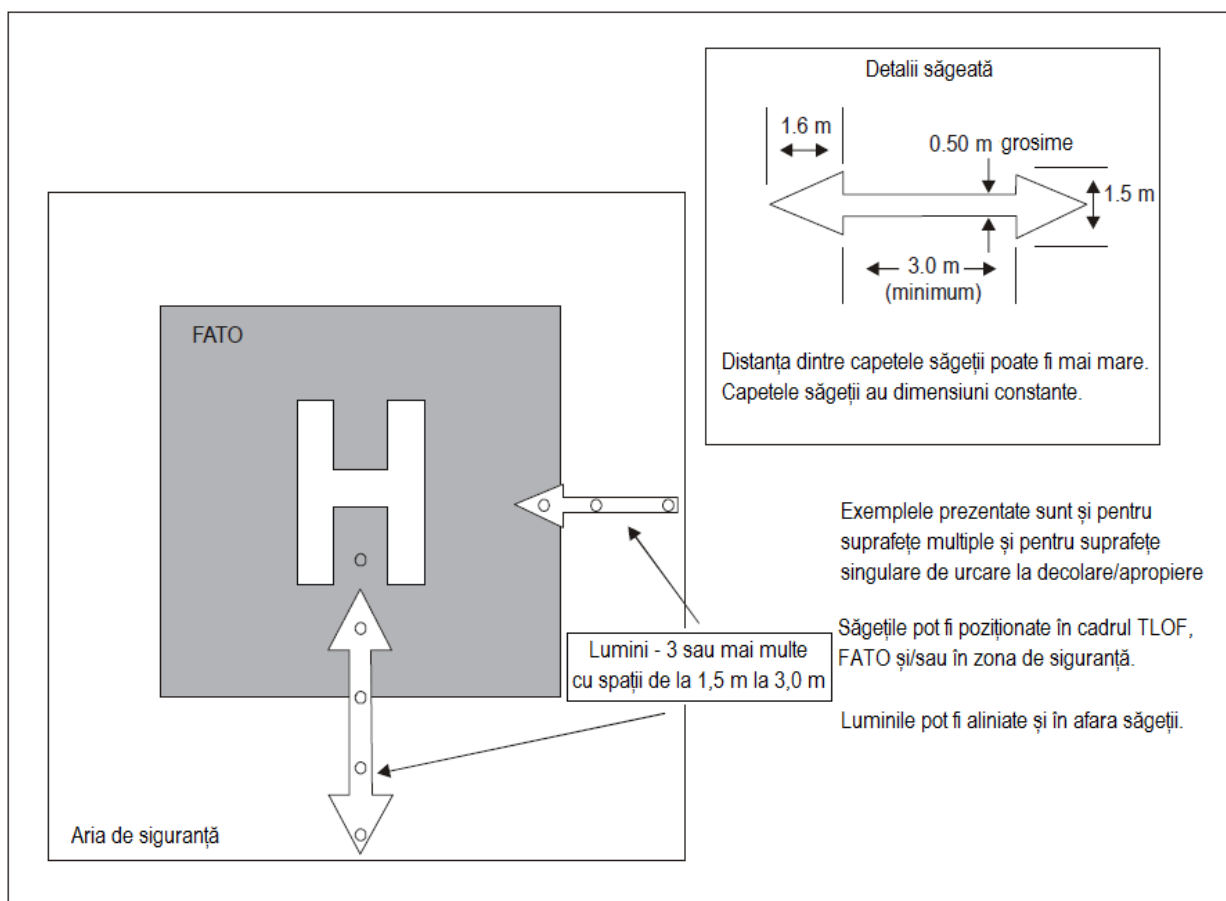 Detalii săgeată
1.6 m
0.50 m grosime
1.5 m
3.0 m
(minimum)
Distanța dintre capetele săgeții poate fi mai mare.
Capetele săgeții au dimensiuni constante.
FATO
H
Exemplele prezentate sunt și pentru
suprafețe multiple și pentru suprafețe
singulare de urcare la decolare/apropiere
Lumini - 3 sau mai multe
cu spații de la 1,5 m la 3,0 m
Săgețile pot fi poziționate în cadrul TLOF,
FATO și/sau în zona de siguranță.
Luminile pot fi aliniate și în afara săgeții.
Aria de siguranță